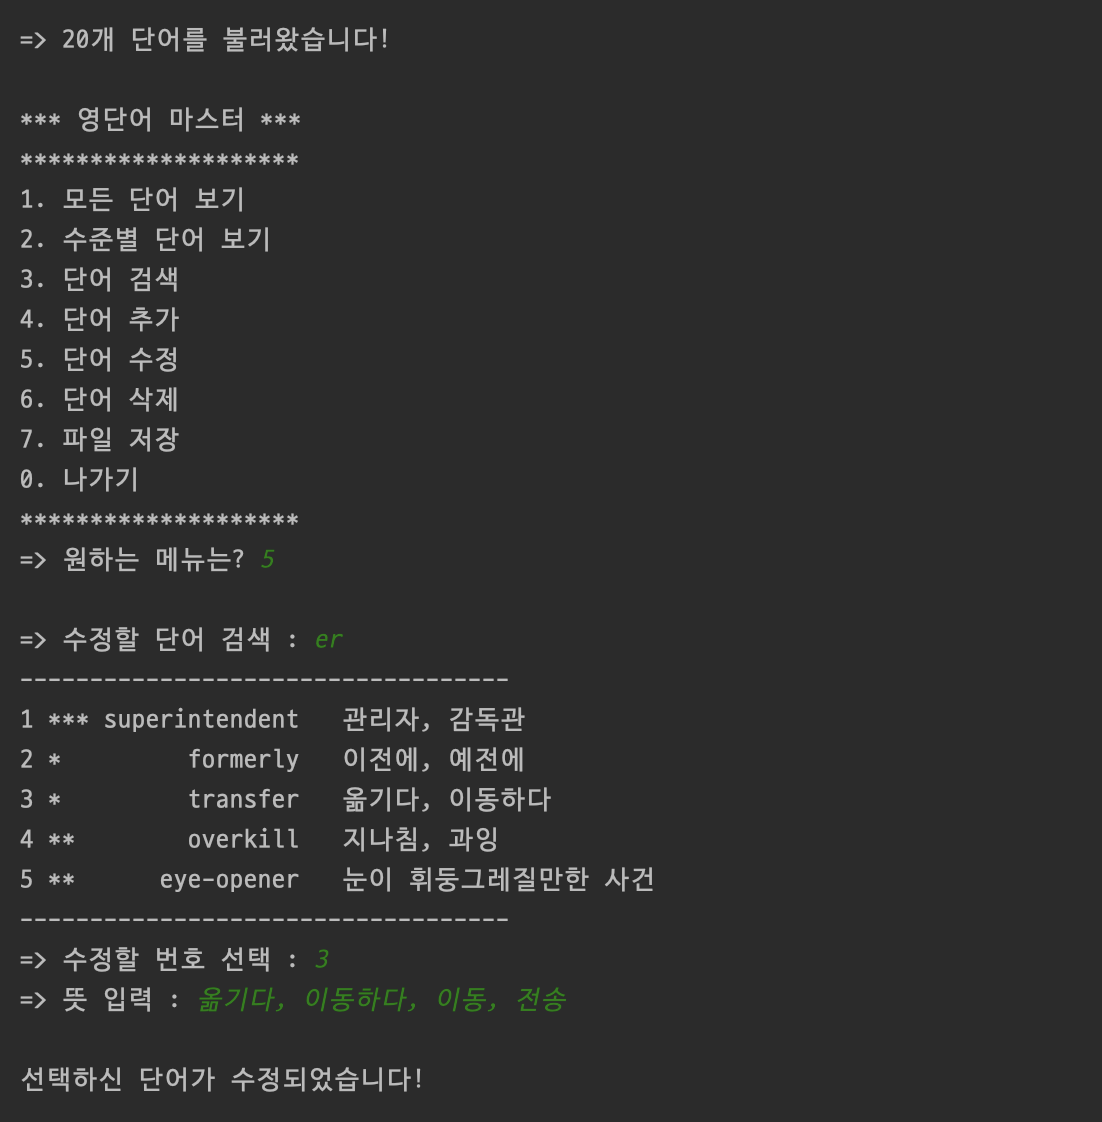 => 20개 단어를 불러왔습니다!
*** 영단어 마스터 ***
********************
1. 모든 단어 보기
2. 수준별 단어 보기
3. 단어 검색
4. 단어 추가
5. 단어 수정
6. 단어 삭제
7. 파일 저장
0. 나가기
********************
=> 원하는 메뉴는? 5
=> 수정할 단어 검색 : er
-----------------------------------
1 *** superintendent   관리자, 감독관
2 *         formerly   이전에, 예전에
3 *         transfer   옮기다, 이동하다
4 **        overkill   지나침, 과잉
5 **      eye-opener   눈이 휘둥그레질만한 사건
-----------------------------------
=> 수정할 번호 선택 : 3
=> 뜻 입력 : 옮기다, 이동하다, 이동, 전송
선택하신 단어가 수정되었습니다!